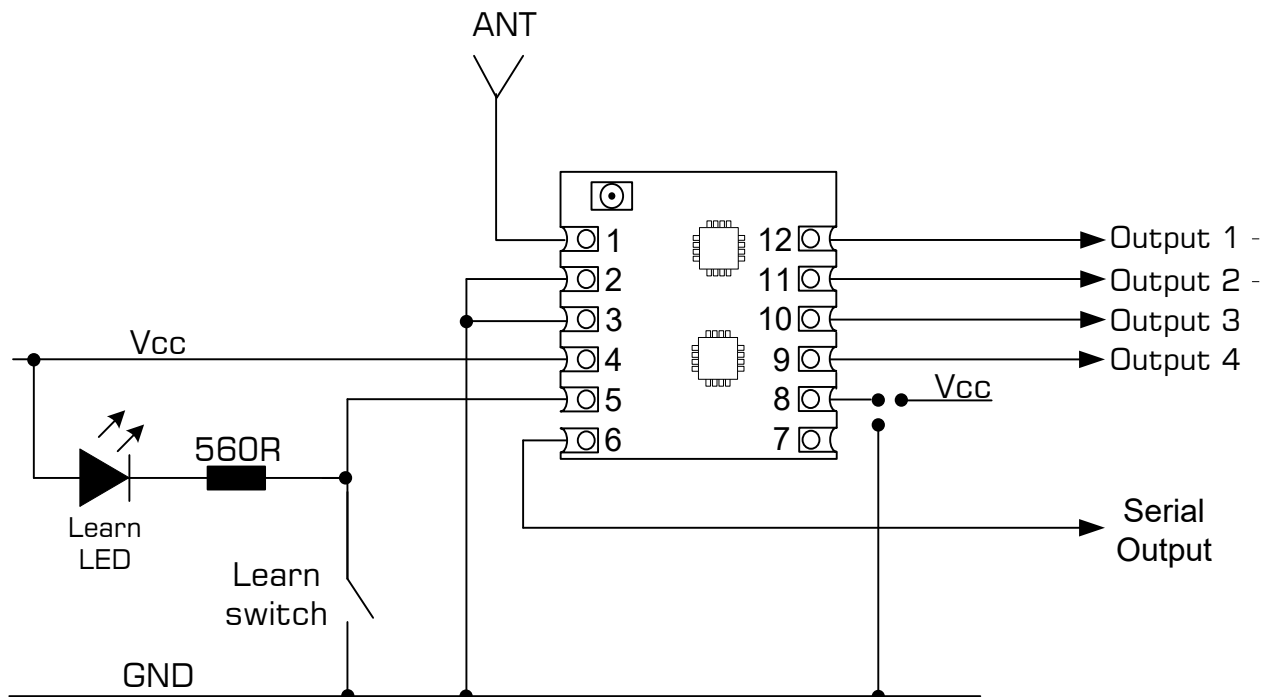 ANT
1
2
3
4
5
6
12
11
10
9
8
7
Output 1 -
Output 2 -
Output 3
Output 4
Vcc
Vcc
560R
Learn
LED
Learn
switch
Serial
Output
GND